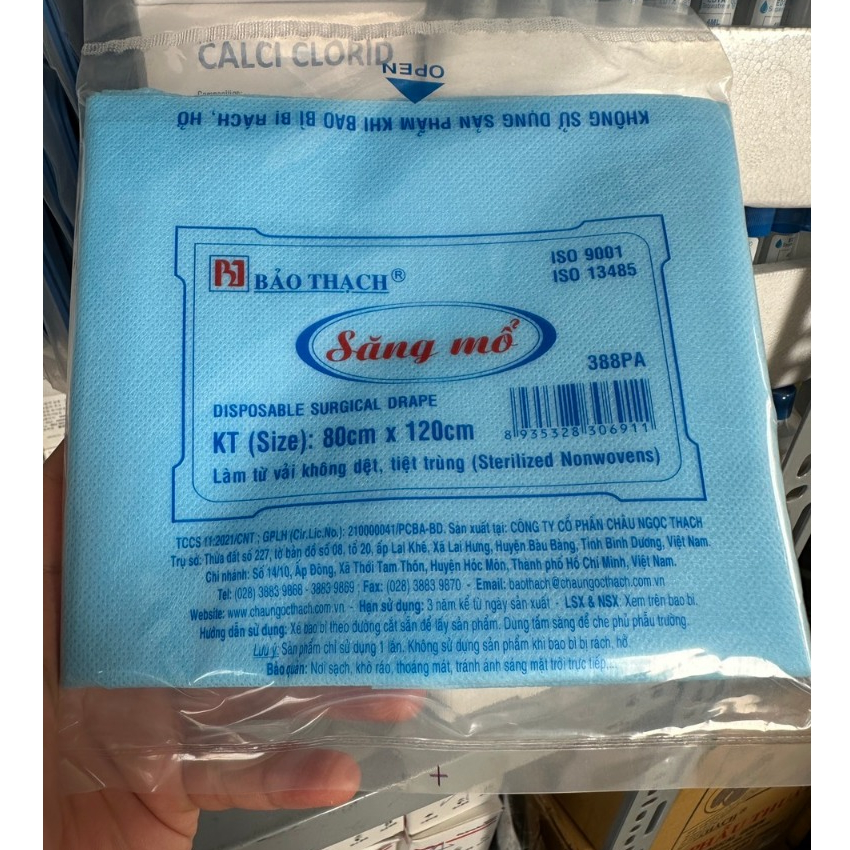 CALCI CLORID
OPEN
KHÔNG SỬ DỤNG SẢN PHẨM KHI BAO BÌ BỊ RÁCH, HỞ
BẢO THẠCH®
ISO 9001
ISO 13485
Săng mổ
388PA
DISPOSABLE SURGICAL DRAPE
KT (Size): 80cm x 120cm
8 935328 306911
Làm từ vải không dệt, tiệt trùng (Sterilized Nonwovens)
TCCS 11:2021/CNT ; GPLH (Cir.Lic.No.): 210000041/PCBA-BD. Sản xuất tại: CÔNG TY CỔ PHẦN CHÂU NGỌC THẠCH
Trụ sở: Thửa đất số 227, tờ bản đồ số 08, tổ 20, ấp Lai Khê, Xã Lai Hưng, Huyện Bàu Bàng, Tỉnh Bình Dương, Việt Nam.
Chi nhánh: Số 14/10, Ấp Đông, Xã Thới Tam Thôn, Huyện Hóc Môn, Thành phố Hồ Chí Minh, Việt Nam.
Tel: (028) 3883 9868 - 3883 9869 ; Fax: (028) 3883 9870 - Email: baothach@chaungocthach.com.vn
Website: www.chaungocthach.com.vn - Hạn sử dụng: 3 năm kể từ ngày sản xuất - LSX & NSX: Xem trên bao bì.
Hướng dẫn sử dụng: Xé bao bì theo đường cắt sẵn để lấy sản phẩm. Dùng tấm săng để che phủ phẫu trường.
Lưu ý: Sản phẩm chỉ sử dụng 1 lần. Không sử dụng sản phẩm khi bao bì bị rách, hở.
Bảo quản: Nơi sạch, khô ráo, thoáng mát, tránh ánh sáng mặt trời trực tiếp...